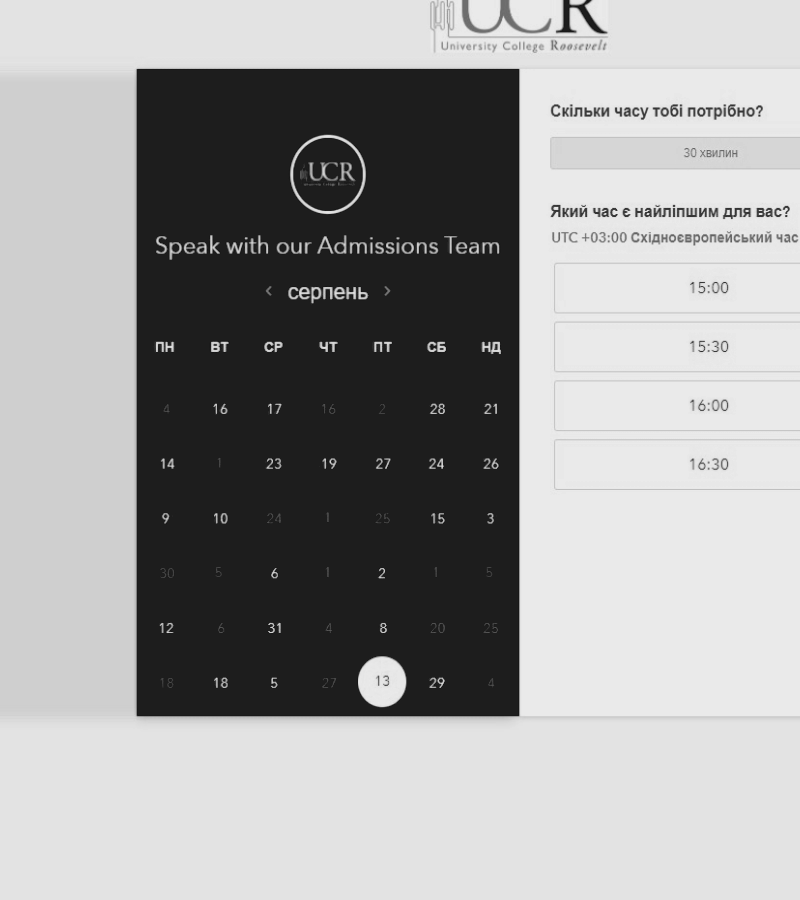 UCR
University College Roosevelt
UCR
Speak with our Admissions Team
‹ серпень ›
ПН ВТ СР ЧТ ПТ СБ НД
4 16 17 16 2 28 21
14 1 23 19 27 24 26
9 10 24 1 25 15 3
30 5 6 1 2 1 5
12 6 31 4 8 20 25
18 18 5 27 13 29 4
Скільки часу тобі потрібно?
30 хвилин
Який час є найліпшим для вас?
UTC +03:00 Східноєвропейський час
15:00
15:30
16:00
16:30